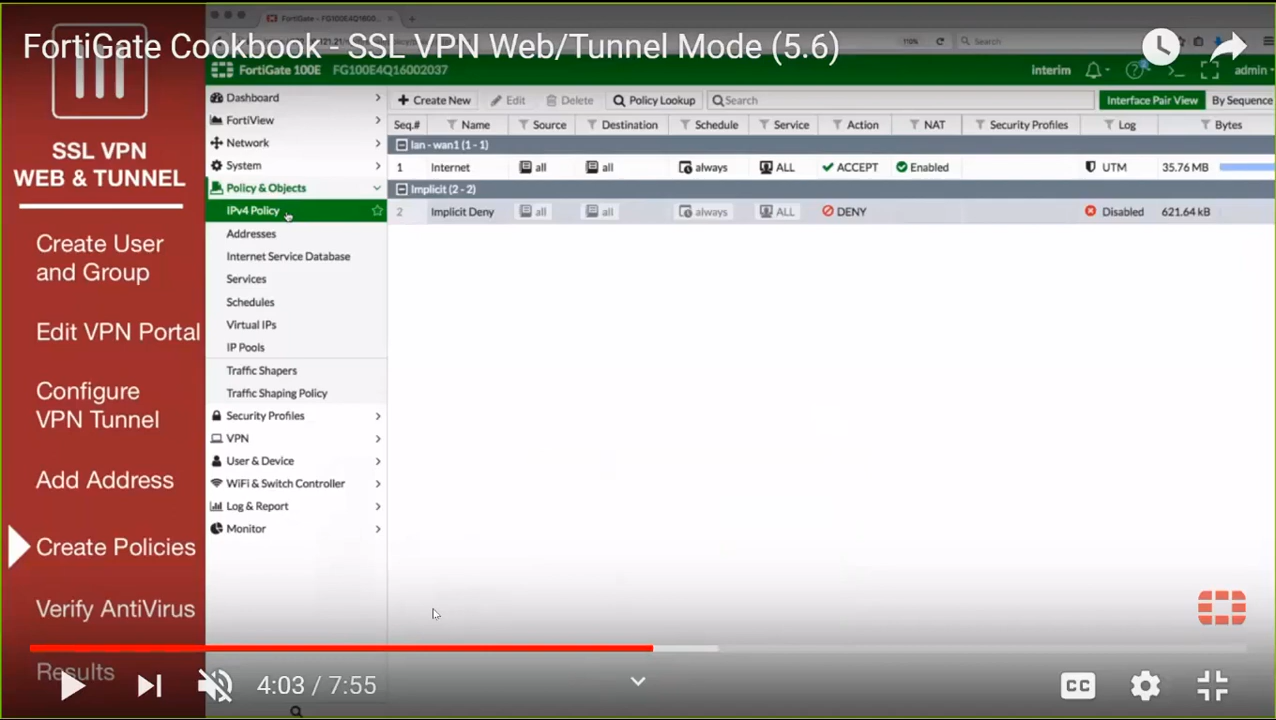 FortiGate - FG100E4Q1600...
FortiGate Cookbook - SSL VPN Web/Tunnel Mode (5.6)
110%
Search
FortiGate 100E FG100E4Q16002037
interim
admin
SSL VPN
WEB & TUNNEL
Create User
and Group
Edit VPN Portal
Configure
VPN Tunnel
Add Address
Create Policies
Verify AntiVirus
Results
Dashboard
FortiView
Network
System
Policy & Objects
IPv4 Policy
Addresses
Internet Service Database
Services
Schedules
Virtual IPs
IP Pools
Traffic Shapers
Traffic Shaping Policy
Security Profiles
VPN
User & Device
WiFi & Switch Controller
Log & Report
Monitor
+ Create New Edit Delete Policy Lookup Search Interface Pair View By Sequence
Seq.# Name Source Destination Schedule Service Action NAT Security Profiles Log Bytes
lan - wan1 (1 - 1)
1 Internet all all always ALL ACCEPT Enabled UTM 35.76 MB
Implicit (2 - 2)
2 Implicit Deny all all always ALL DENY Disabled 621.64 kB
4:03 / 7:55
CC